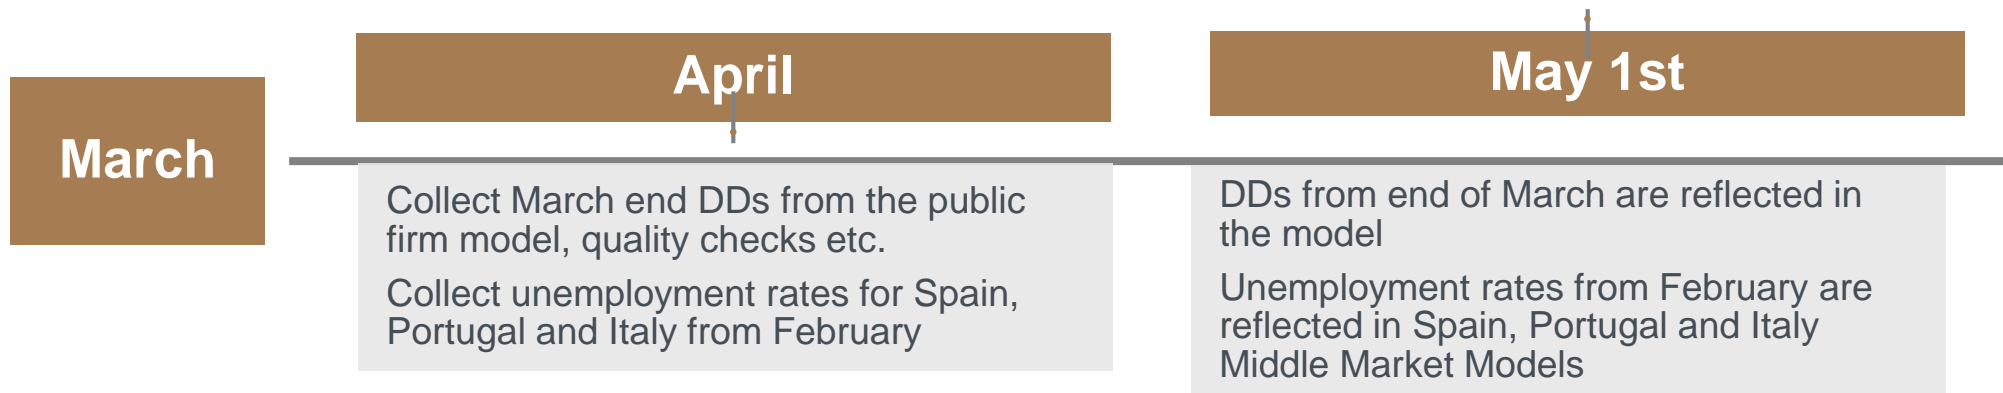 March
April
Collect March end DDs from the public
firm model, quality checks etc.
Collect unemployment rates for Spain,
Portugal and Italy from February
May 1st
DDs from end of March are reflected in
the model
Unemployment rates from February are
reflected in Spain, Portugal and Italy
Middle Market Models